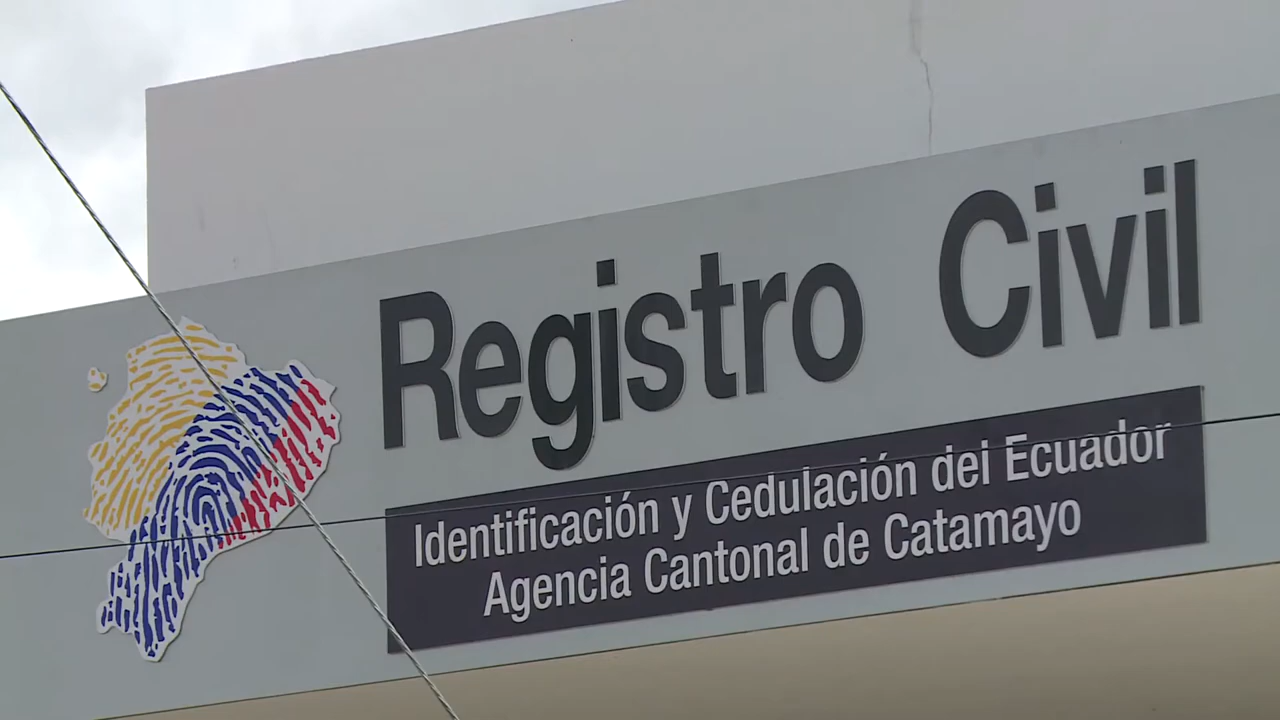 Registro Civil
Identificación y Cedulación del Ecuador
Agencia Cantonal de Catamayo